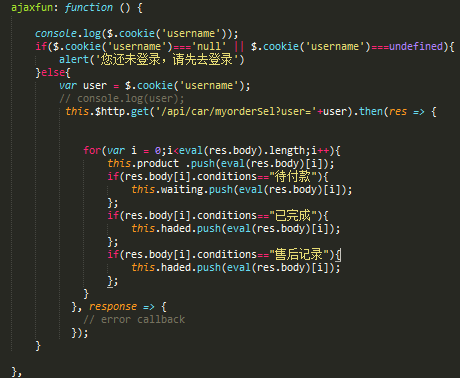 ajaxfun: function () {
console.log($.cookie('username'));
if($.cookie('username')==='null' || $.cookie('username')===undefined){
alert('您还未登录，请先去登录')
}else{
var user = $.cookie('username');
// console.log(user);
this.$http.get('/api/car/myorderSel?user='+user).then(res => {
for(var i = 0;i<eval(res.body).length;i++){
this.product .push(eval(res.body)[i]);
if(res.body[i].conditions=="待付款"){
this.waiting.push(eval(res.body)[i]);
};
if(res.body[i].conditions=="已完成"){
this.haded.push(eval(res.body)[i]);
};
if(res.body[i].conditions=="售后记录"){
this.haded.push(eval(res.body)[i]);
};
}
}, response => {
// error callback
});
}
},